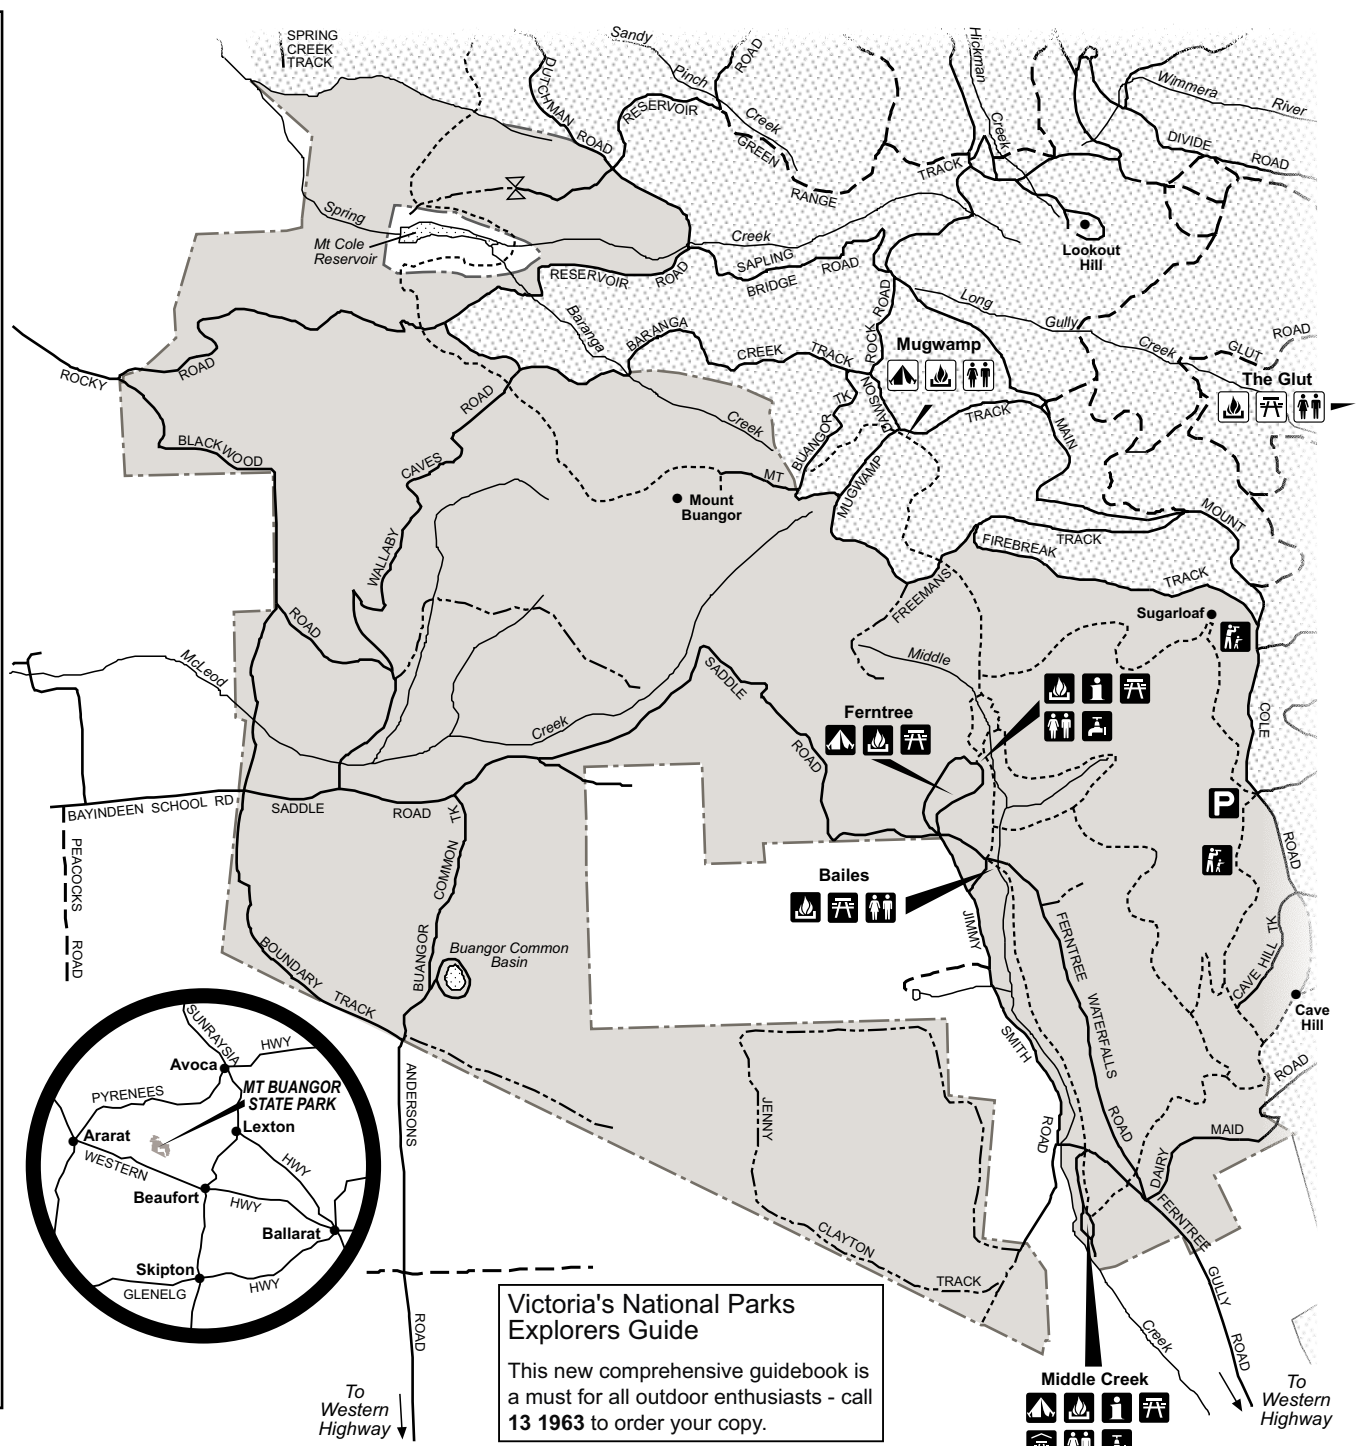 SPRING
CREEK
TRACK
Sandy
Pinch
Creek
DUTCHMAN ROAD
RESERVOIR
ROAD
GREEN
RANGE
TRACK
Hickman
Creek
Wimmera
River
DIVIDE
ROAD
Spring
Creek
Mt Cole
Reservoir
Lookout
Hill
RESERVOIR
ROAD
SAPLING
BRIDGE
ROAD
Baranga
Creek
BARANGA
CREEK
TRACK
ROCK ROAD
DAWSON
Long
Gully
Creek
GLUT
ROAD
Mugwamp
The Glut
ROCKY
ROAD
BLACKWOOD
ROAD
WALLABY
CAVES
ROAD
BUANGOR TK
MT
MUGWAMP
TRACK
MAIN
Mount
Buangor
MOUNT
TRACK
FIREBREAK
TRACK
FREEMANS
Sugarloaf
COLE
ROAD
McLeod
Creek
Middle
SADDLE
ROAD
Ferntree
P
BAYINDEEN SCHOOL RD
SADDLE
ROAD
PEACOCKS
ROAD
BUANGOR
COMMON
TK
Bailes
JIMMY
SMITH
ROAD
FERNTREE
WATERFALLS
ROAD
CAVE HILL TK
Cave
Hill
ROAD
MAID
DAIRY
BOUNDARY
TRACK
Buangor Common
Basin
ANDERSONS
ROAD
JENNY
CLAYTON
TRACK
FERNTREE
GULLY
ROAD
Creek
SUNRAYSIA
HWY
Avoca
PYRENEES
MT BUANGOR
STATE PARK
Ararat
Lexton
WESTERN
HWY
HWY
Beaufort
Ballarat
Skipton
GLENELG
HWY
Victoria's National Parks
Explorers Guide
This new comprehensive guidebook is
a must for all outdoor enthusiasts - call
13 1963 to order your copy.
To
Western
Highway
Middle Creek
To
Western
Highway